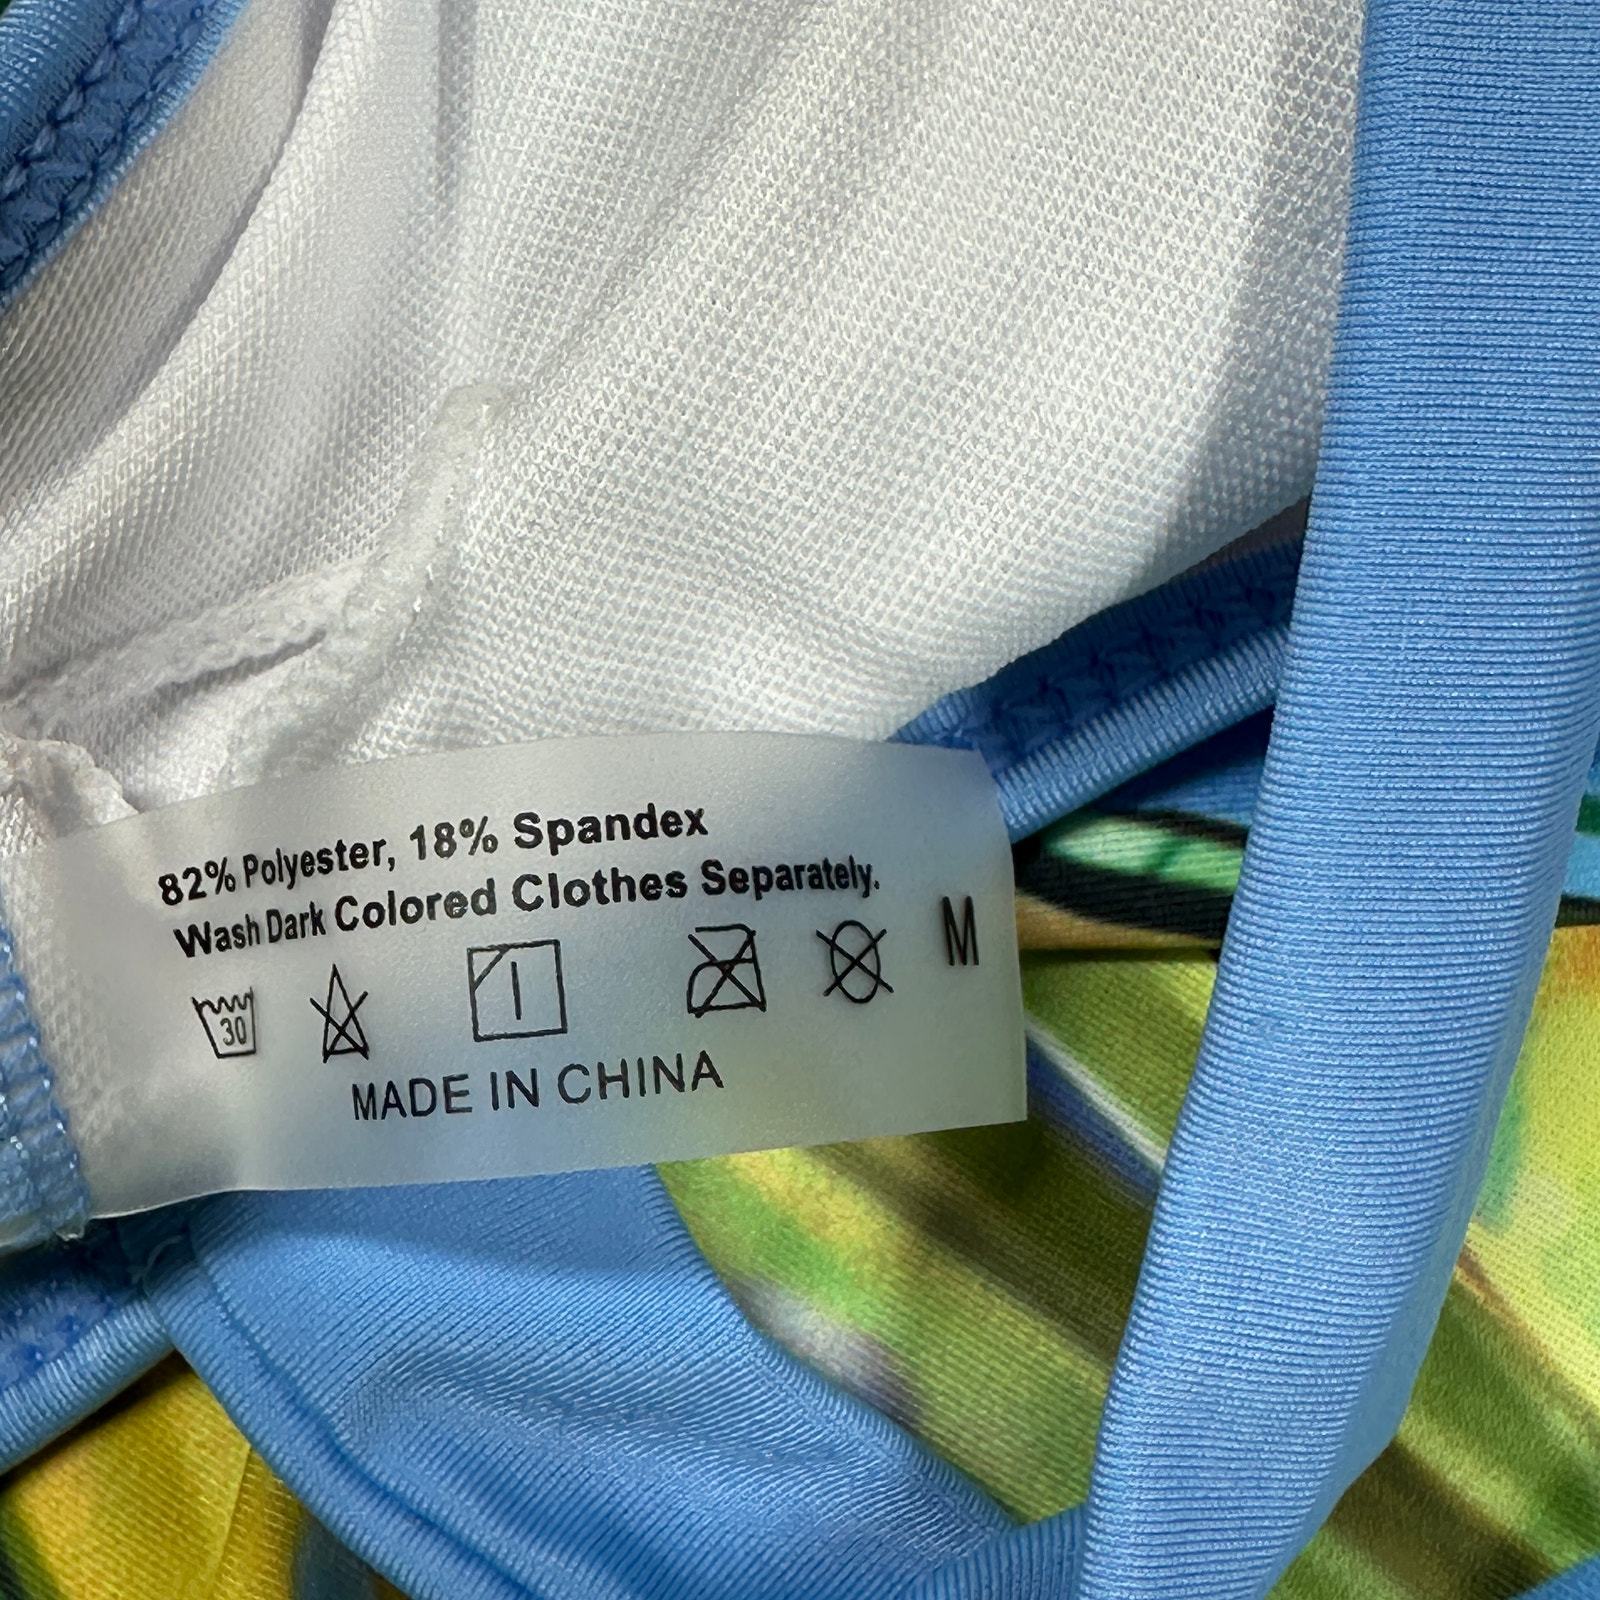 82% Polyester, 18% Spandex
Wash Dark Colored Clothes Separately.
30
M
MADE IN CHINA